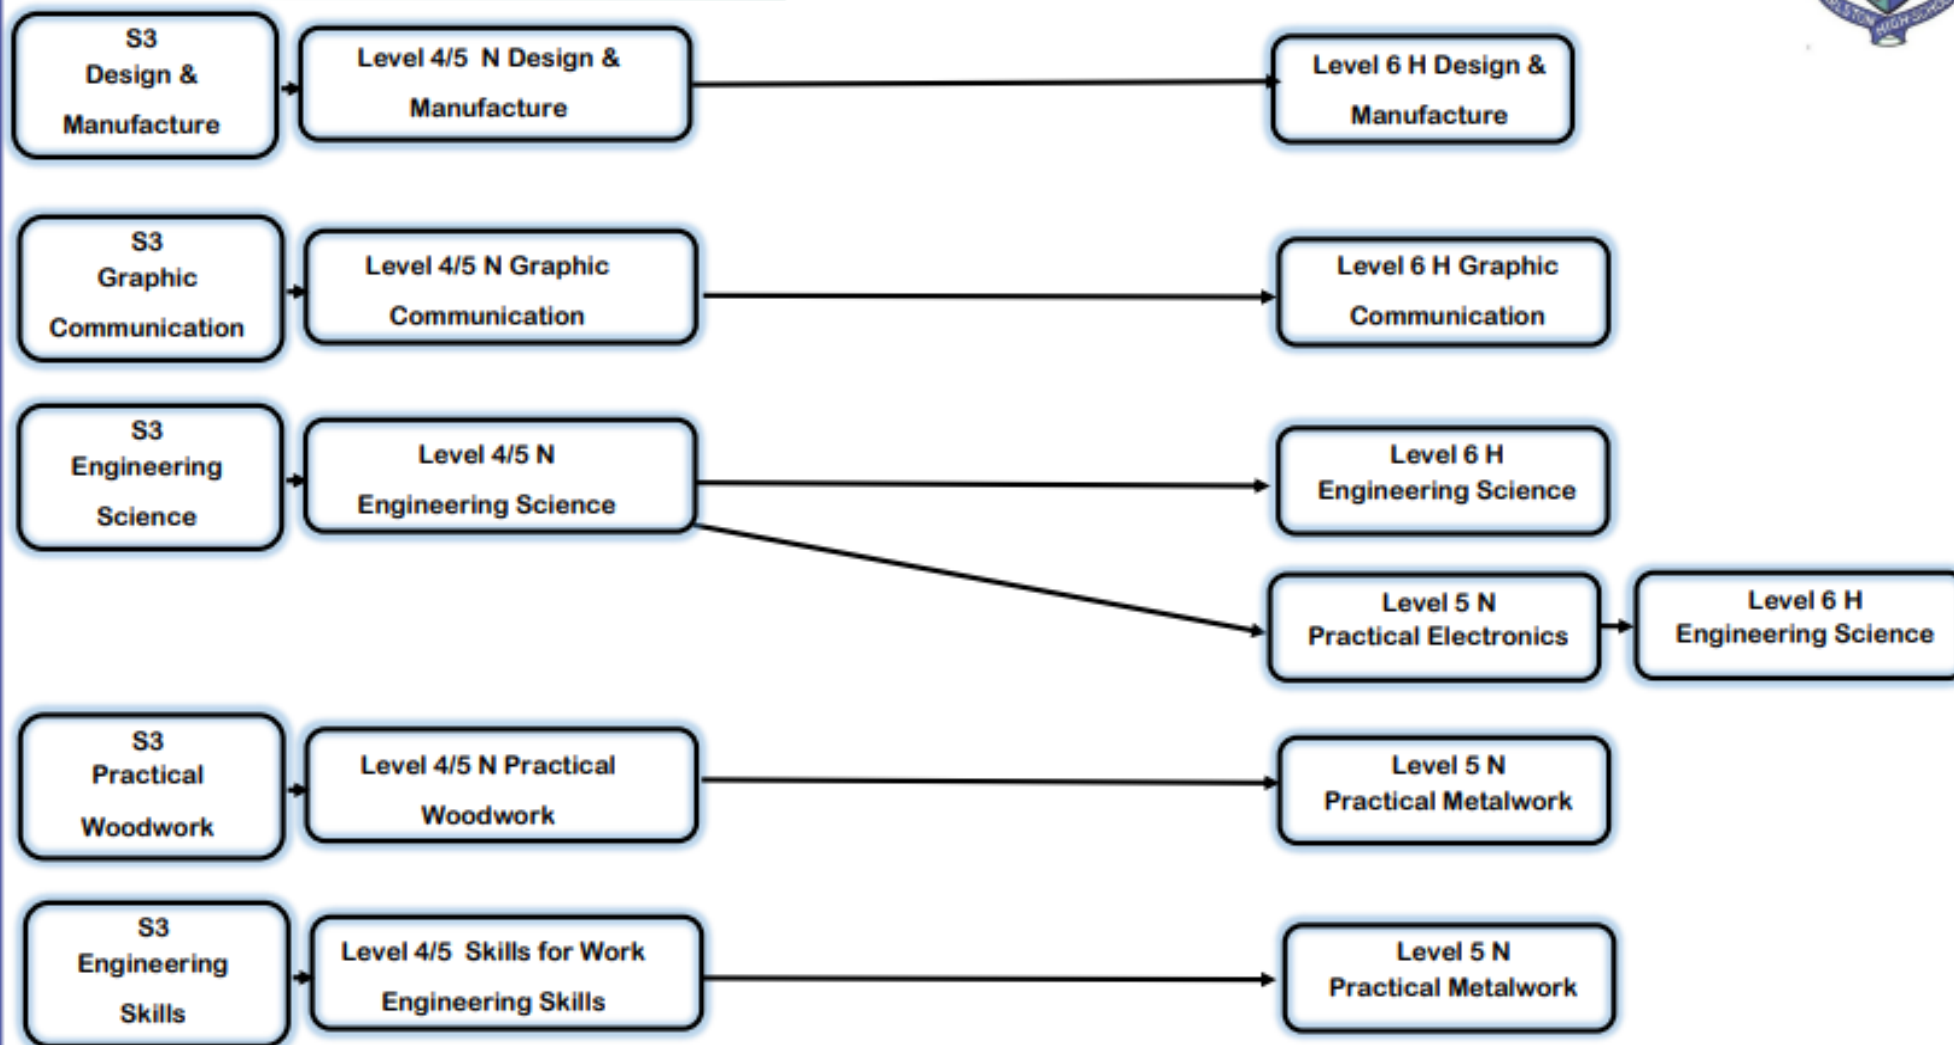 S3
Design &
Manufacture
Level 4/5 N Design &
Manufacture
Level 6 H Design &
Manufacture
S3
Graphic
Communication
Level 4/5 N Graphic
Communication
Level 6 H Graphic
Communication
S3
Engineering
Science
Level 4/5 N
Engineering Science
Level 6 H
Engineering Science
Level 5 N
Practical Electronics
Level 6 H
Engineering Science
S3
Practical
Woodwork
Level 4/5 N Practical
Woodwork
Level 5 N
Practical Metalwork
S3
Engineering
Skills
Level 4/5 Skills for Work
Engineering Skills
Level 5 N
Practical Metalwork
HIGH SCHOOL